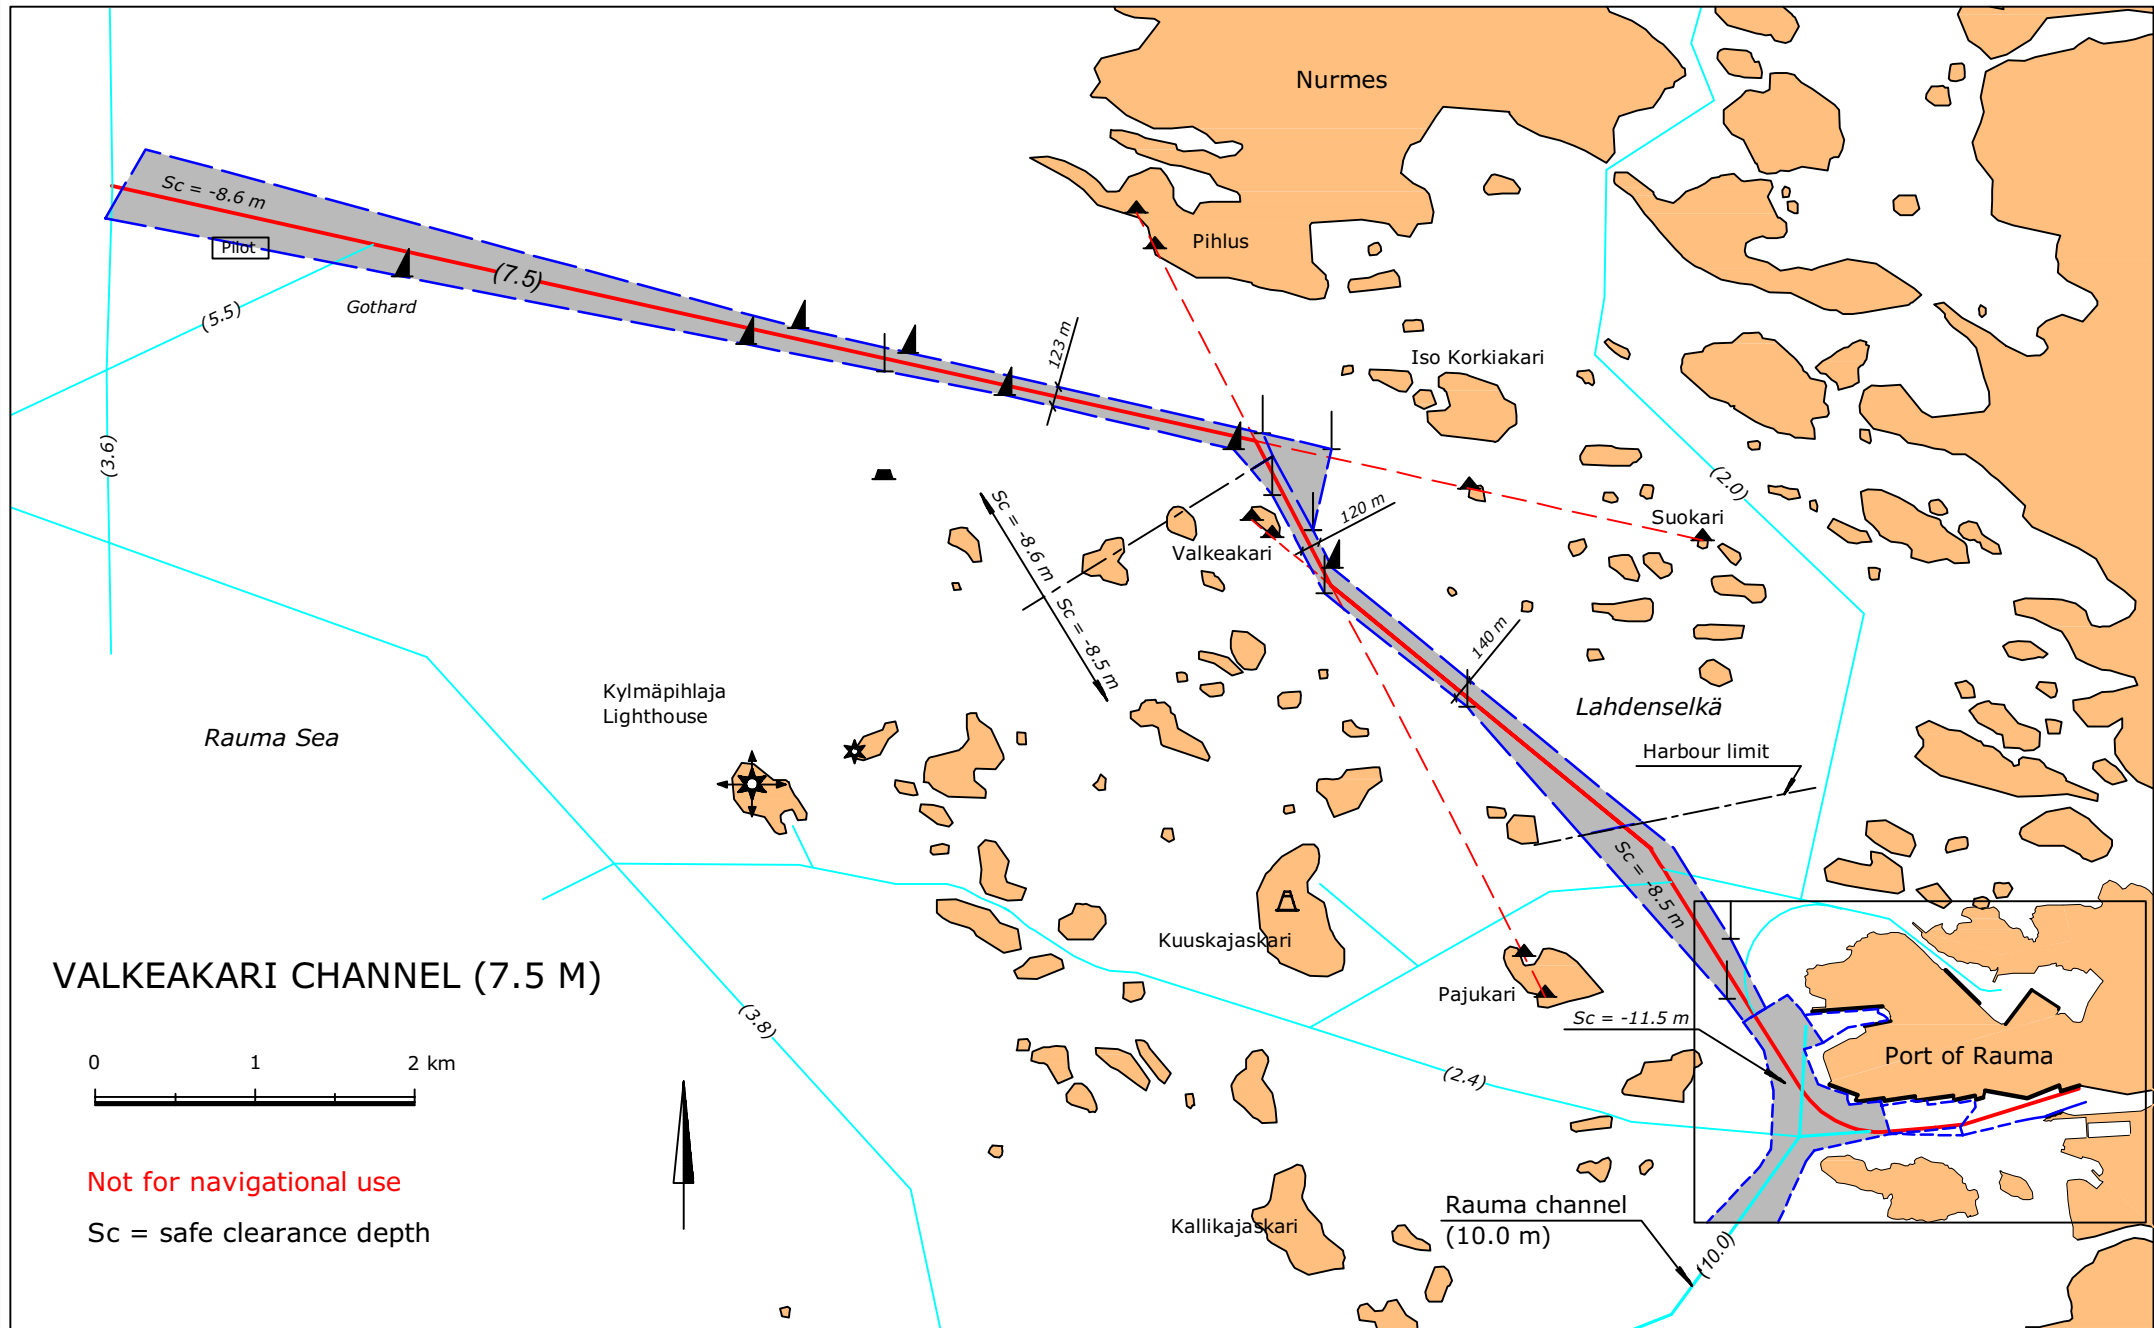 Nurmes
Sc = -8.6 m
Pilot
Pihlus
(7.5)
Gothard
(5.5)
123 m
Iso Korkiakari
(3.6)
(2.0)
120 m
Suokari
Valkeakari
Sc = -8.6 m
Sc = -8.5 m
140 m
Kylmäpihlaja
Lighthouse
Lahdenselkä
Rauma Sea
Harbour limit
Sc = -8.5 m
Kuuskajaskari
VALKEAKARI CHANNEL (7.5 M)
Pajukari
(3.8)
Sc = -11.5 m
0 1 2 km
Port of Rauma
(2.4)
Not for navigational use
Sc = safe clearance depth
Kallikajaskari
Rauma channel
(10.0 m)
(10.0)